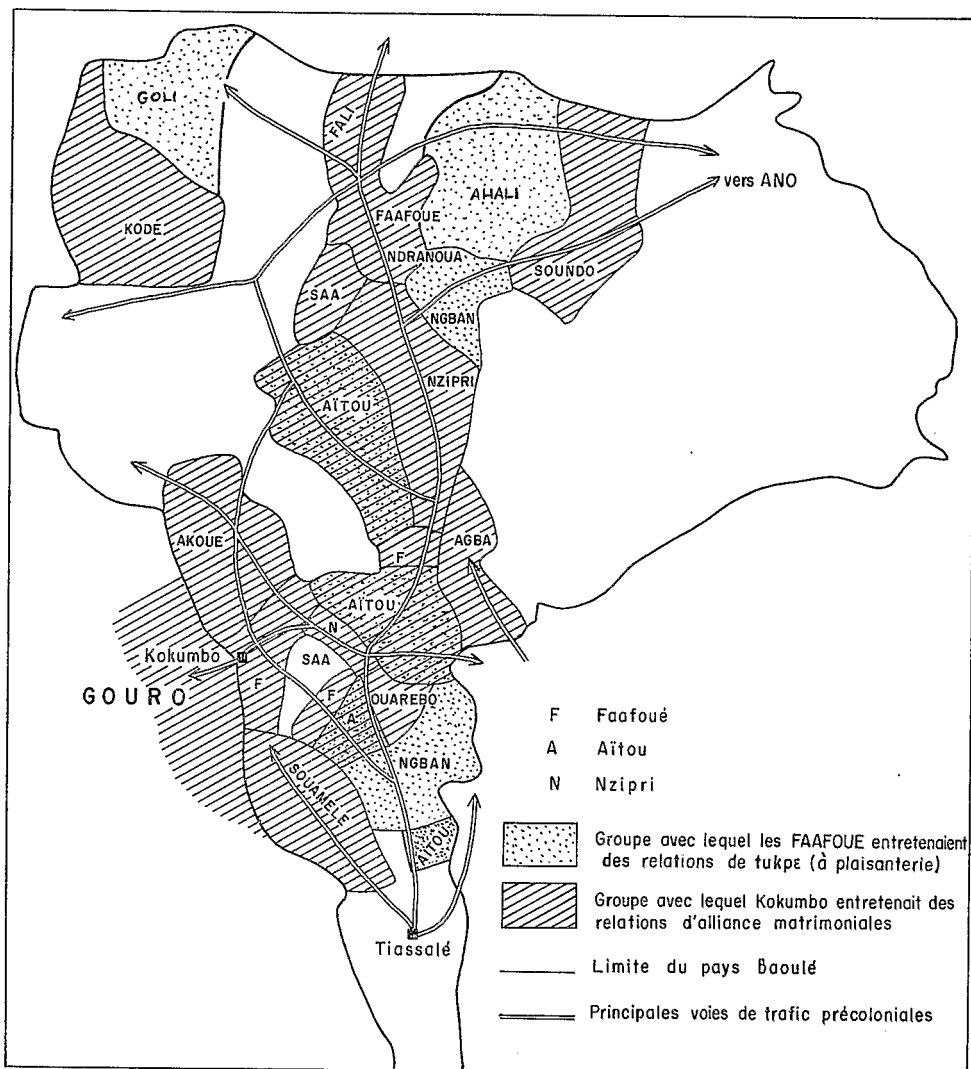 GOLI
FALI
AHALI
vers ANO
KODE
FAAFOUE
NDRANOUA
SOUNDO
SAA
NGBAN
NZIPRI
AÏTOU
AKOUE
AGBA
F
AÏTOU
N
Kokumbo
SAA
GOURO
F
F
OUAREBO
A
NGBAN
SOUAMELE
AÏTOU
Tiassalé
F Faafoué
A Aïtou
N Nzipri
Groupe avec lequel les FAAFOUE entretenaient
des relations de tukpɛ (à plaisanterie)
Groupe avec lequel Kokumbo entretenait des
relations d'alliance matrimoniales
Limite du pays Baoulé
Principales voies de trafic précoloniales